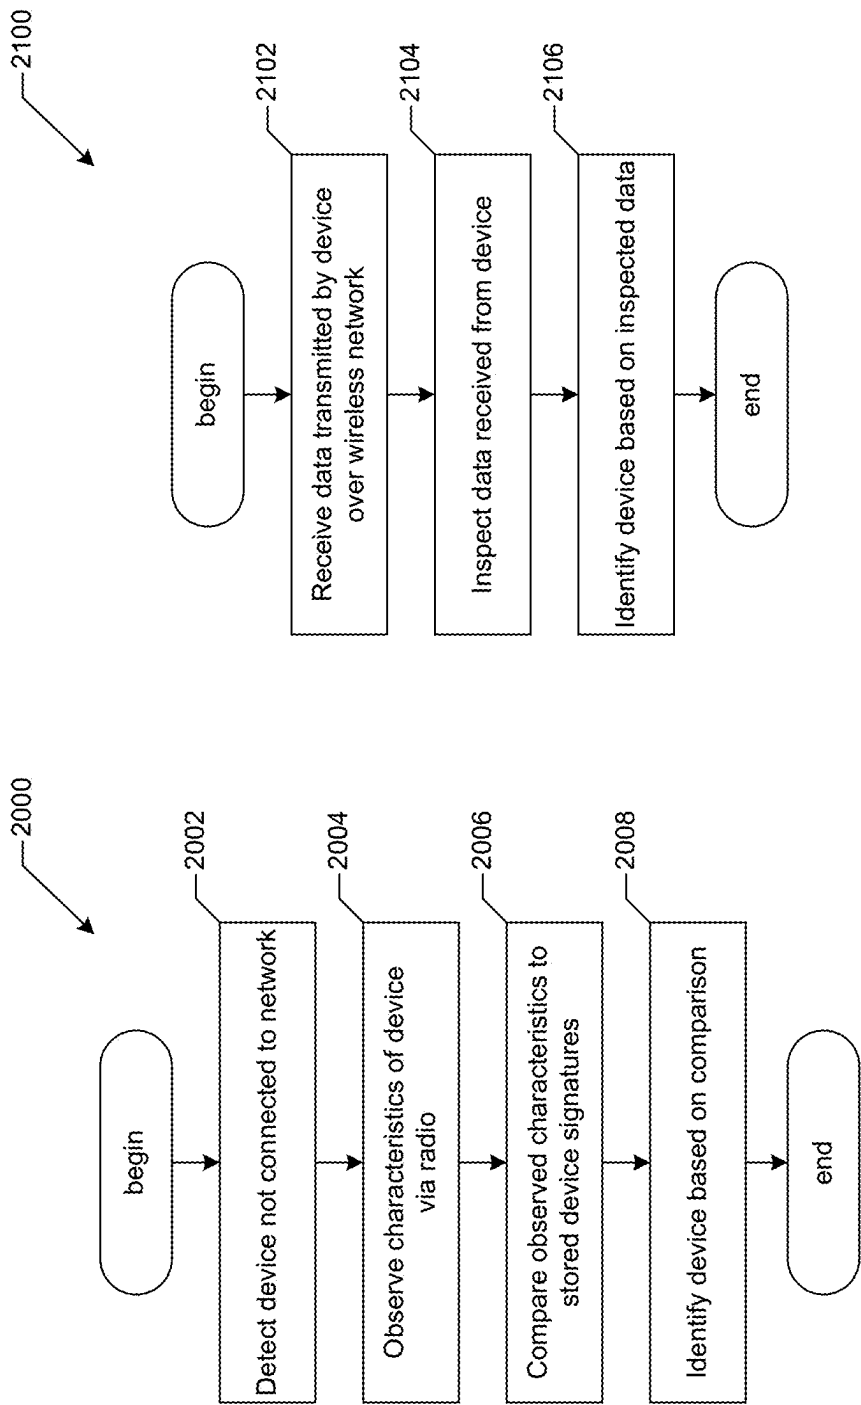 2000
begin
Detect device not connected to network
2002
Observe characteristics of device
via radio
2004
Compare observed characteristics to
stored device signatures
2006
Identify device based on comparison
2008
end
2100
begin
Receive data transmitted by device
over wireless network
2102
Inspect data received from device
2104
Identify device based on inspected data
2106
end